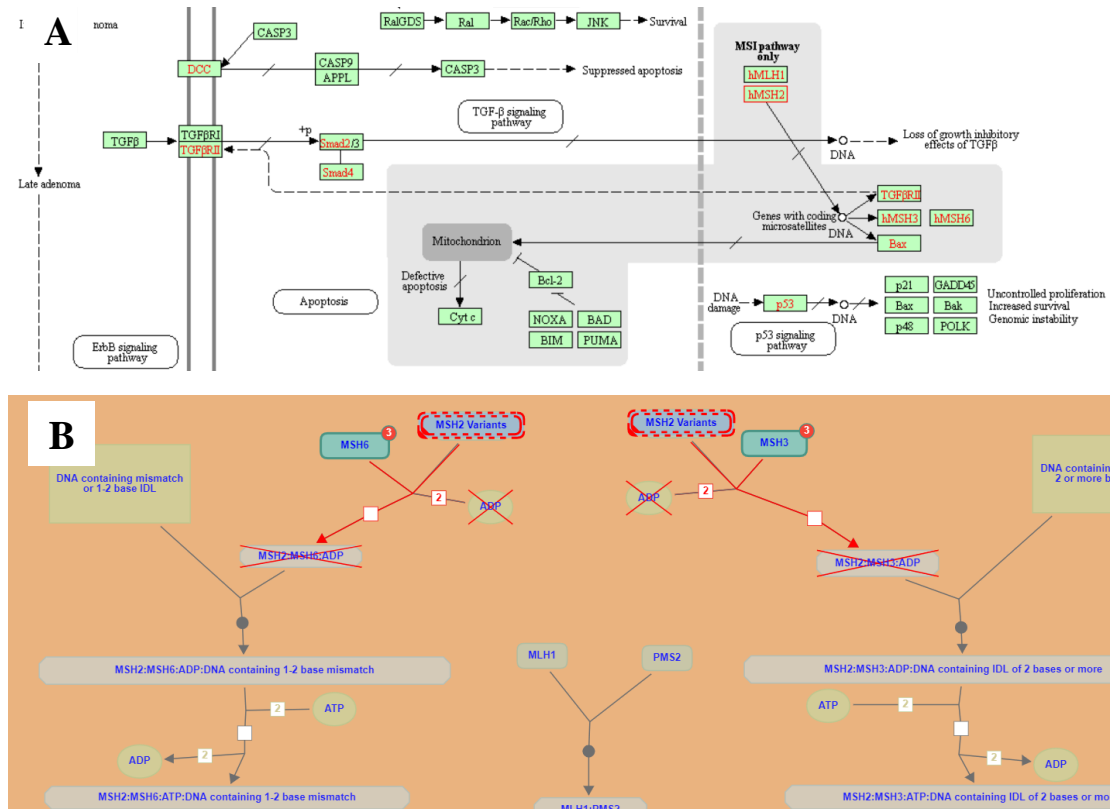 A
I
noma
Late adenoma
CASP3
DCC
CASP9
APPL
CASP3
Suppressed apoptosis
RalGDS
Ral
Rac/Rho
JNK
Survival
TGF-β signaling
pathway
TGFβ
TGFβRI
TGFβRII
+p
Smad2/3
Smad4
MSI pathway
only
hMLH1
hMSH2
DNA
Loss of growth inhibitory
effects of TGFβ
Genes with coding
microsatellites
DNA
TGFβRII
hMSH3
hMSH6
Bax
Mitochondrion
Defective
apoptosis
Cyt c
Bcl-2
NOXA
BAD
BIM
PUMA
Apoptosis
ErbB signaling
pathway
DNA
damage
p53
DNA
p53 signaling
pathway
p21
GADD45
Bax
Bak
p48
POLK
Uncontrolled proliferation
Increased survival
Genomic instability
B
DNA containing mismatch
or 1-2 base IDL
MSH6
3
MSH2 Variants
2
ADP
MSH2:MSH6:ADP
MSH2 Variants
MSH3
3
ADP
2
MSH2:MSH3:ADP
DNA containing
2 or more b
MSH2:MSH6:ADP:DNA containing 1-2 base mismatch
2
ATP
ADP
2
MSH2:MSH6:ATP:DNA containing 1-2 base mismatch
MLH1
PMS2
MLH1:PMS2
MSH2:MSH3:ADP:DNA containing IDL of 2 bases or more
ATP
2
2
ADP
MSH2:MSH3:ATP:DNA containing IDL of 2 bases or mo